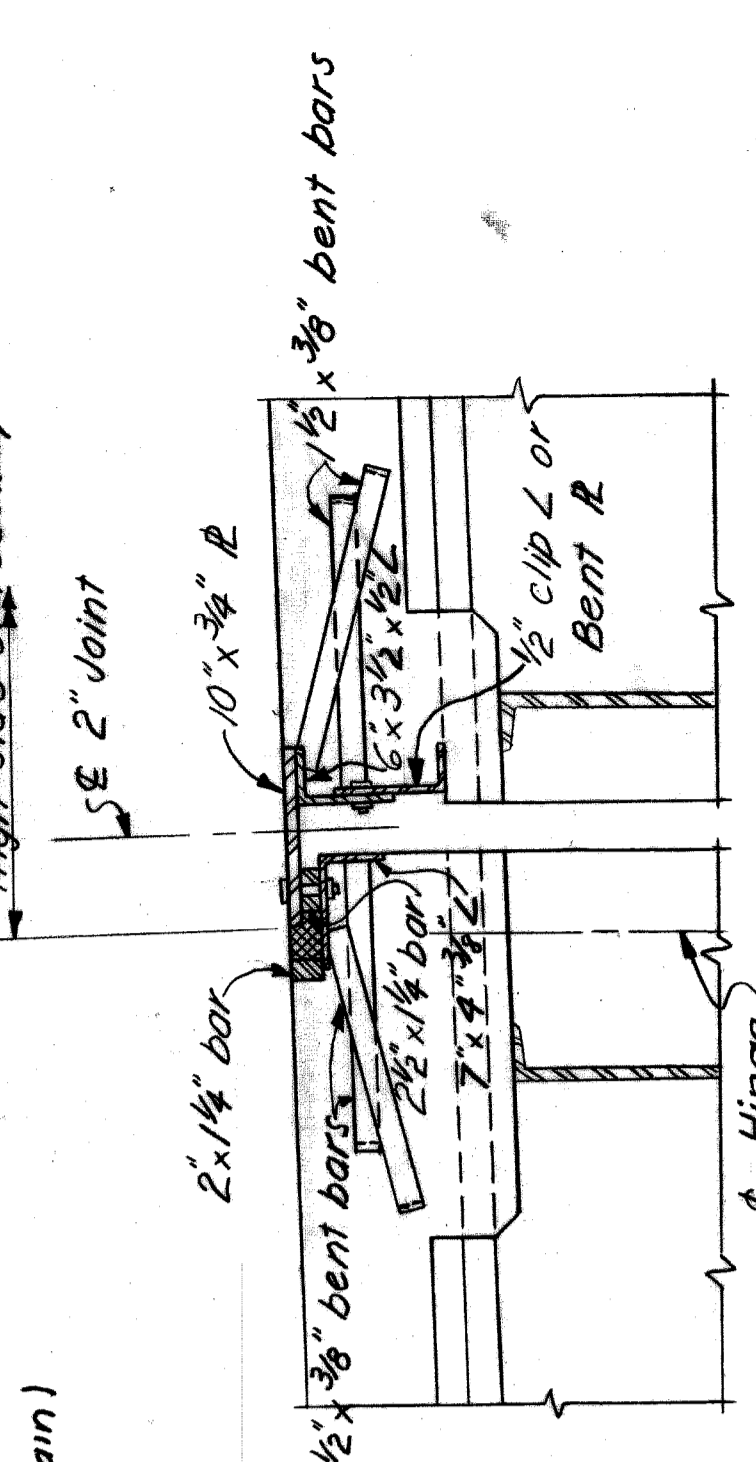 1½" x 3/8" bent bars
℄ 2" Joint
10" x 3/4" ℞
6" x 3½" x ½" L
½" clip L or
Bent ℞
2" x 1¼" bar
2½" x 1¼" bar
7" x 4" 3/8" L
½" x 3/8" bent bars
℄ Hinge
ain)